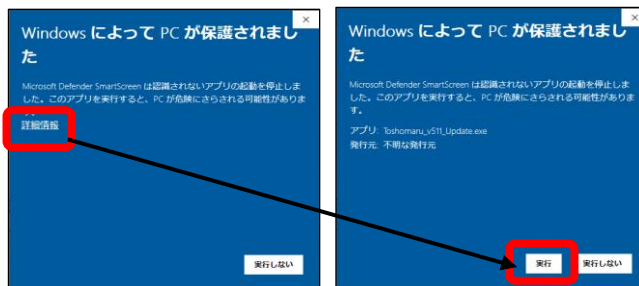 Windows によって PC が保護されまし
た
Microsoft Defender SmartScreen は認識されないアプリの起動を停止しま
した。このアプリを実行すると、PC が危険にさらされる可能性がありま
す。
詳細情報
実行しない
Windows によって PC が保護されまし
た
Microsoft Defender SmartScreen は認識されないアプリの起動を停止しま
した。このアプリを実行すると、PC が危険にさらされる可能性がありま
す。
アプリ: Toshomaru_v511_Update.exe
発行元: 不明な発行元
実行 実行しない